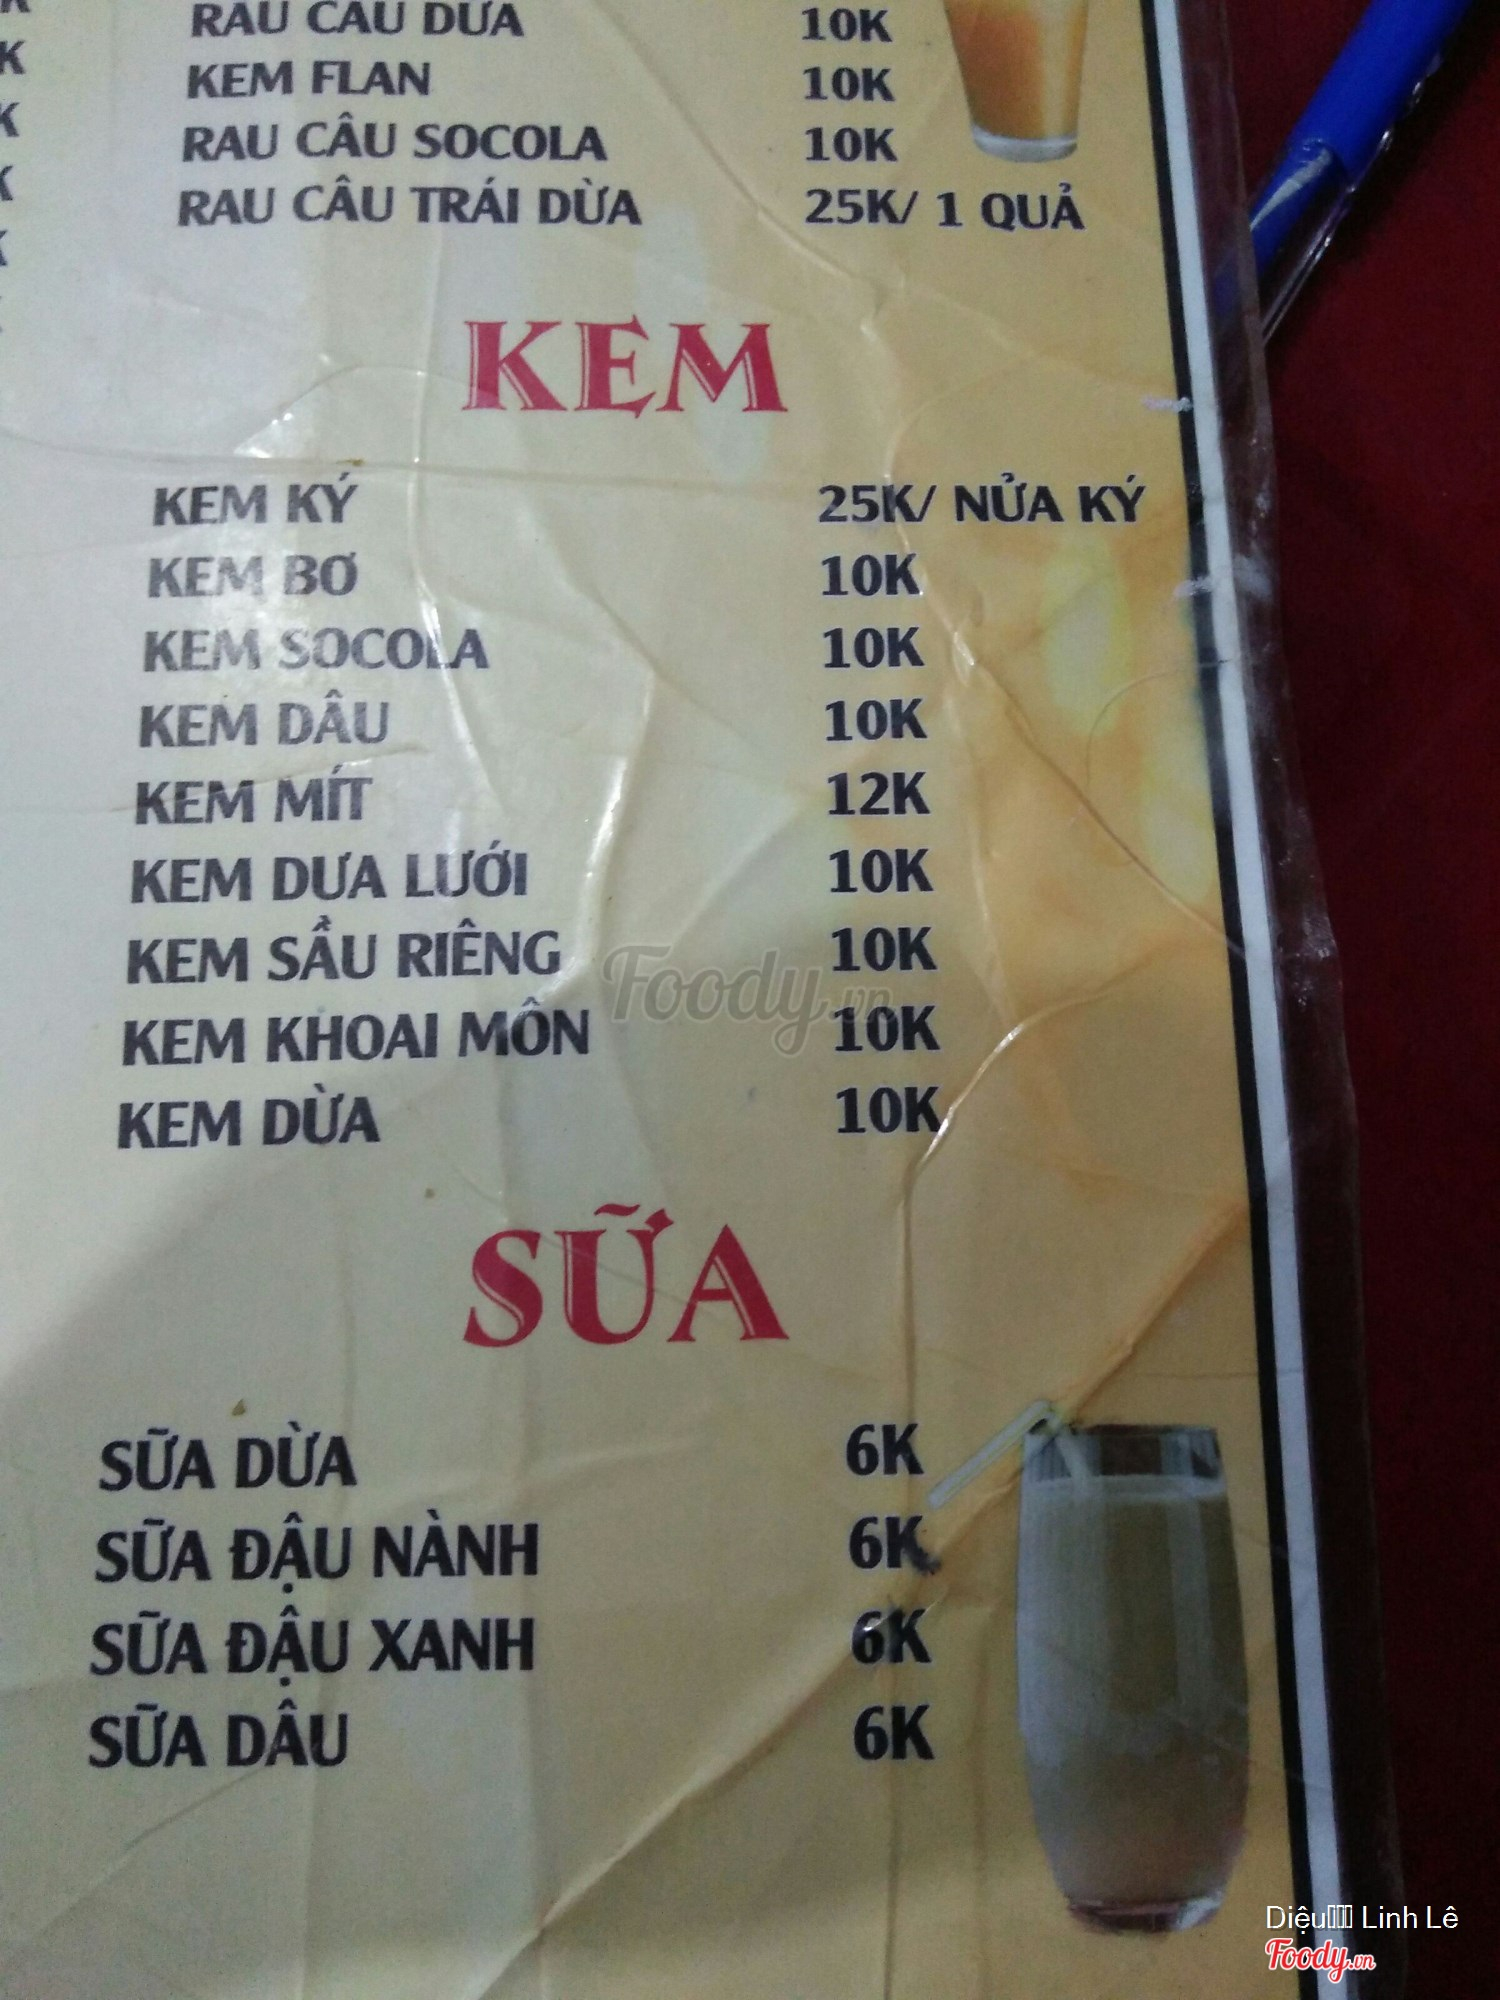 RAU CÂU DỪA 10K
KEM FLAN 10K
RAU CÂU SOCOLA 10K
RAU CÂU TRÁI DỪA 25K/ 1 QUẢ
KEM
KEM KÝ 25K/ NỬA KÝ
KEM BƠ 10K
KEM SOCOLA 10K
KEM DÂU 10K
KEM MÍT 12K
KEM DƯA LƯỚI 10K
KEM SẦU RIÊNG 10K
KEM KHOAI MÔN 10K
KEM DỪA 10K
Foody.vn
SỮA
SỮA DỪA 6K
SỮA ĐẬU NÀNH 6K
SỮA ĐẬU XANH 6K
SỮA DÂU 6K
Diệu Linh Lê
Foody.vn